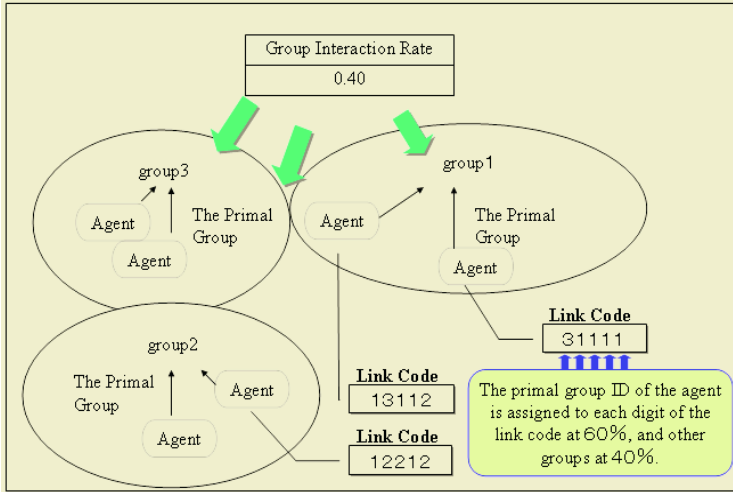 Group Interaction Rate
0.40
group3
Agent
The Primal
Group
Agent
group1
Agent
The Primal
Group
Agent
Link Code
31111
group2
The Primal
Group
Agent
Agent
Link Code
13112
Link Code
12212
The primal group ID of the agent
is assigned to each digit of the
link code at 60%, and other
groups at 40%.